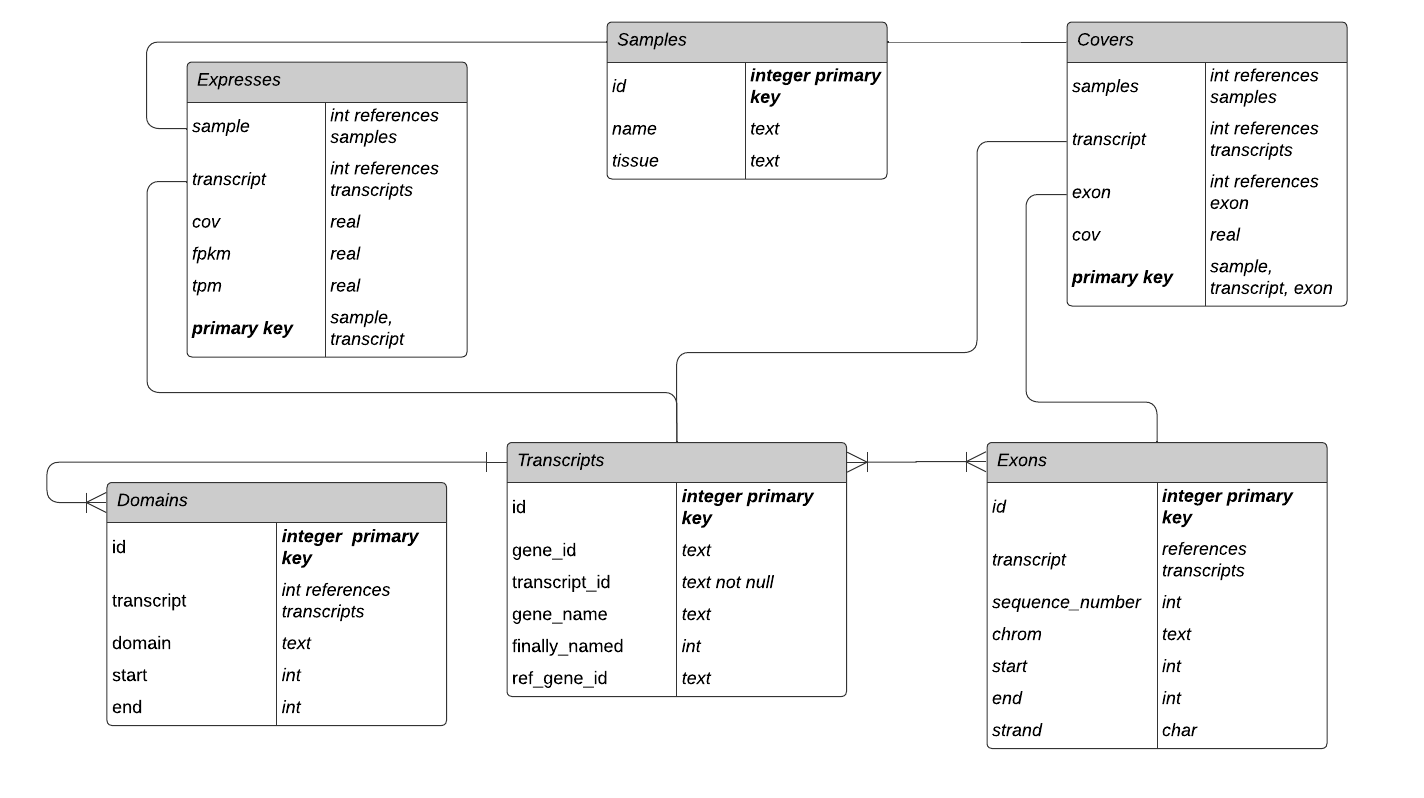 Samples
id
integer primary
key
name
text
tissue
text
Covers
samples
int references
samples
transcript
int references
transcripts
exon
int references
exon
cov
real
primary key
sample,
transcript, exon
Expresses
sample
int references
samples
transcript
int references
transcripts
cov
real
fpkm
real
tpm
real
primary key
sample,
transcript
Domains
id
integer primary
key
transcript
int references
transcripts
domain
text
start
int
end
int
Transcripts
id
integer primary
key
gene_id
text
transcript_id
text not null
gene_name
text
finally_named
int
ref_gene_id
text
Exons
id
integer primary
key
transcript
references
transcripts
sequence_number
int
chrom
text
start
int
end
int
strand
char